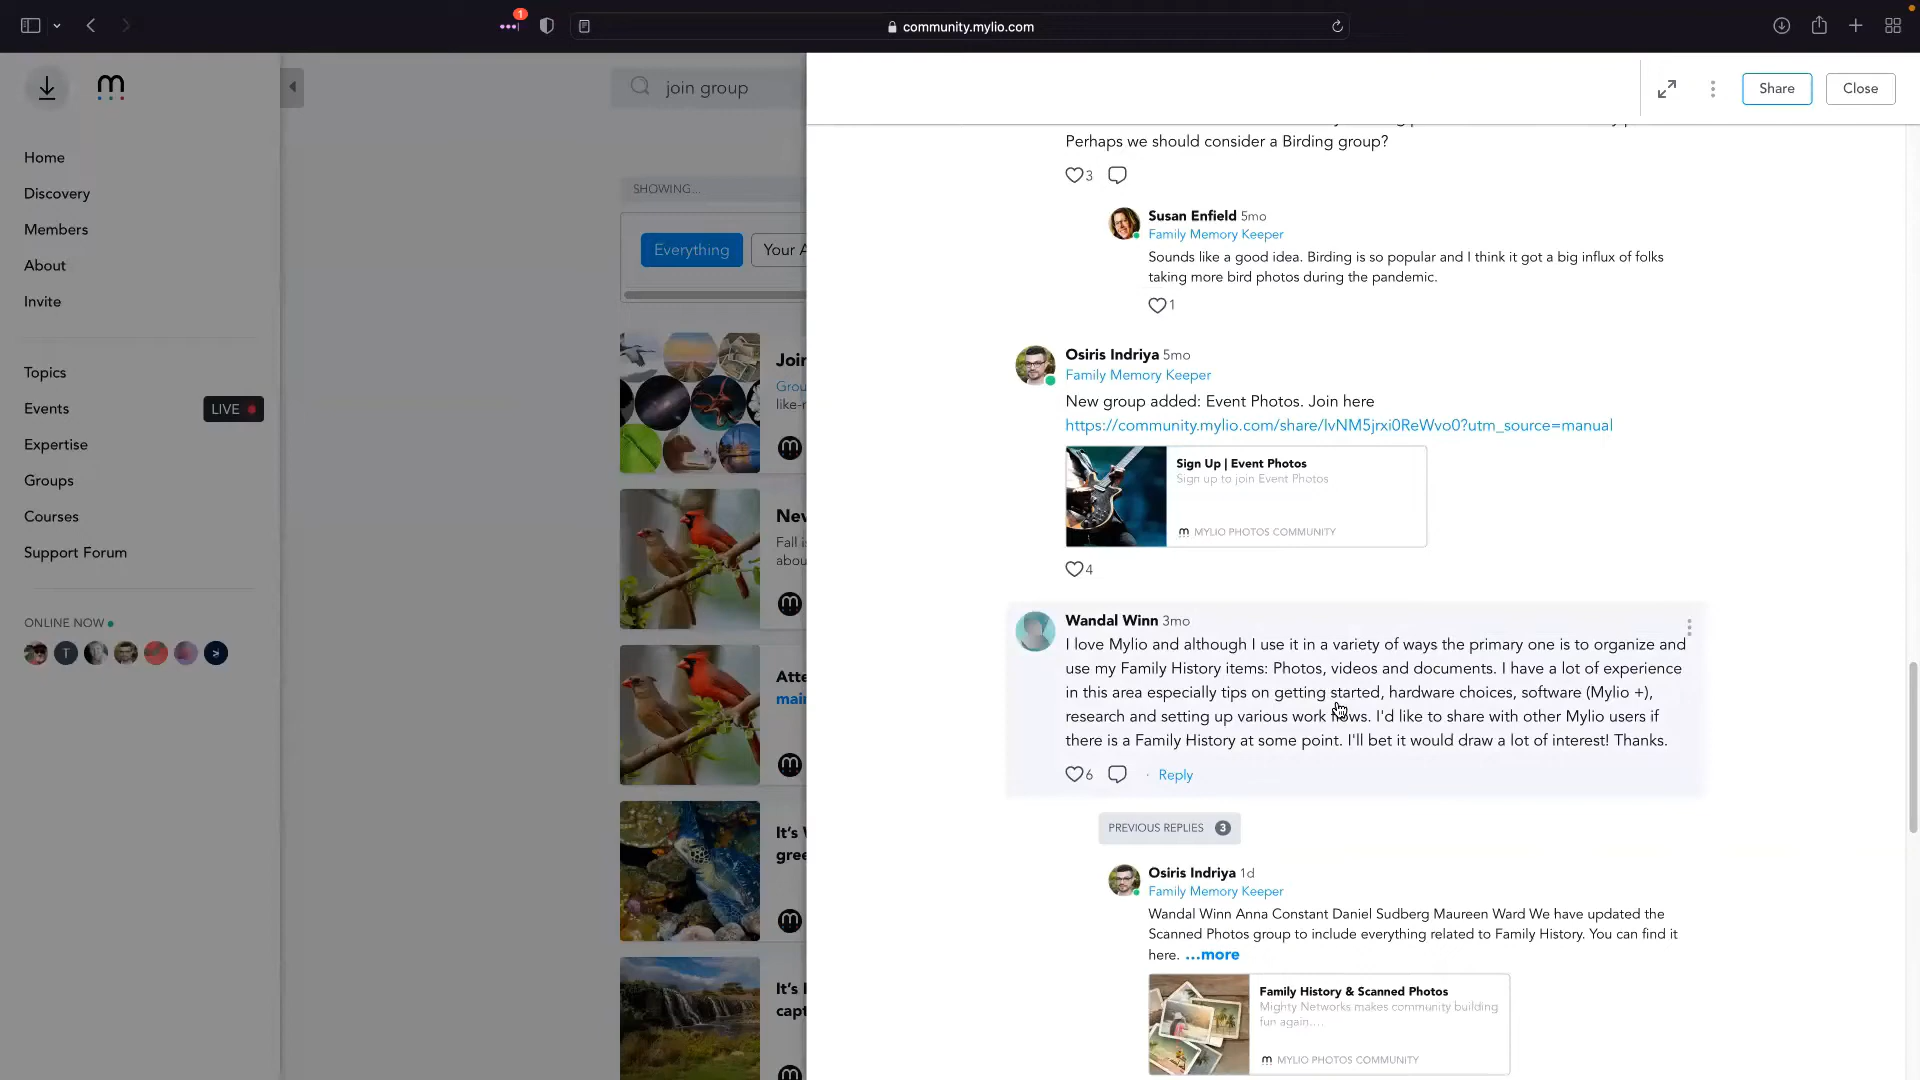 1
community.mylio.com
m
join group
Share
Close
Home
Discovery
Members
About
Invite
Topics
Events
LIVE
Expertise
Groups
Courses
Support Forum
ONLINE NOW
T
SHOWING...
Everything
Your A
Join
Grou
like-r
Nev
Fall is
abou
Atte
mair
It's W
gree
It's I
capt
Perhaps we should consider a Birding group?
3
Susan Enfield 5mo
Family Memory Keeper
Sounds like a good idea. Birding is so popular and I think it got a big influx of folks
taking more bird photos during the pandemic.
1
Osiris Indriya 5mo
Family Memory Keeper
New group added: Event Photos. Join here
https://community.mylio.com/share/lvNM5jrxi0ReWvo0?utm_source=manual
Sign Up | Event Photos
Sign up to join Event Photos
m MYLIO PHOTOS COMMUNITY
4
Wandal Winn 3mo
I love Mylio and although I use it in a variety of ways the primary one is to organize and
use my Family History items: Photos, videos and documents. I have a lot of experience
in this area especially tips on getting started, hardware choices, software (Mylio +),
research and setting up various work flows. I'd like to share with other Mylio users if
there is a Family History at some point. I'll bet it would draw a lot of interest! Thanks.
6 · Reply
PREVIOUS REPLIES 3
Osiris Indriya 1d
Family Memory Keeper
Wandal Winn Anna Constant Daniel Sudberg Maureen Ward We have updated the
Scanned Photos group to include everything related to Family History. You can find it
here. ...more
Family History & Scanned Photos
Mighty Networks makes community building
fun again....
m MYLIO PHOTOS COMMUNITY